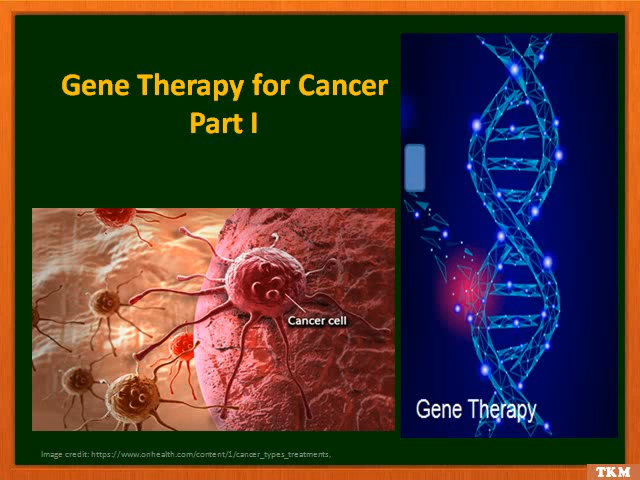 Gene Therapy for Cancer
Part I
Cancer cell
Gene Therapy
Image credit: https://www.onhealth.com/content/1/cancer_types_treatments,
TKM